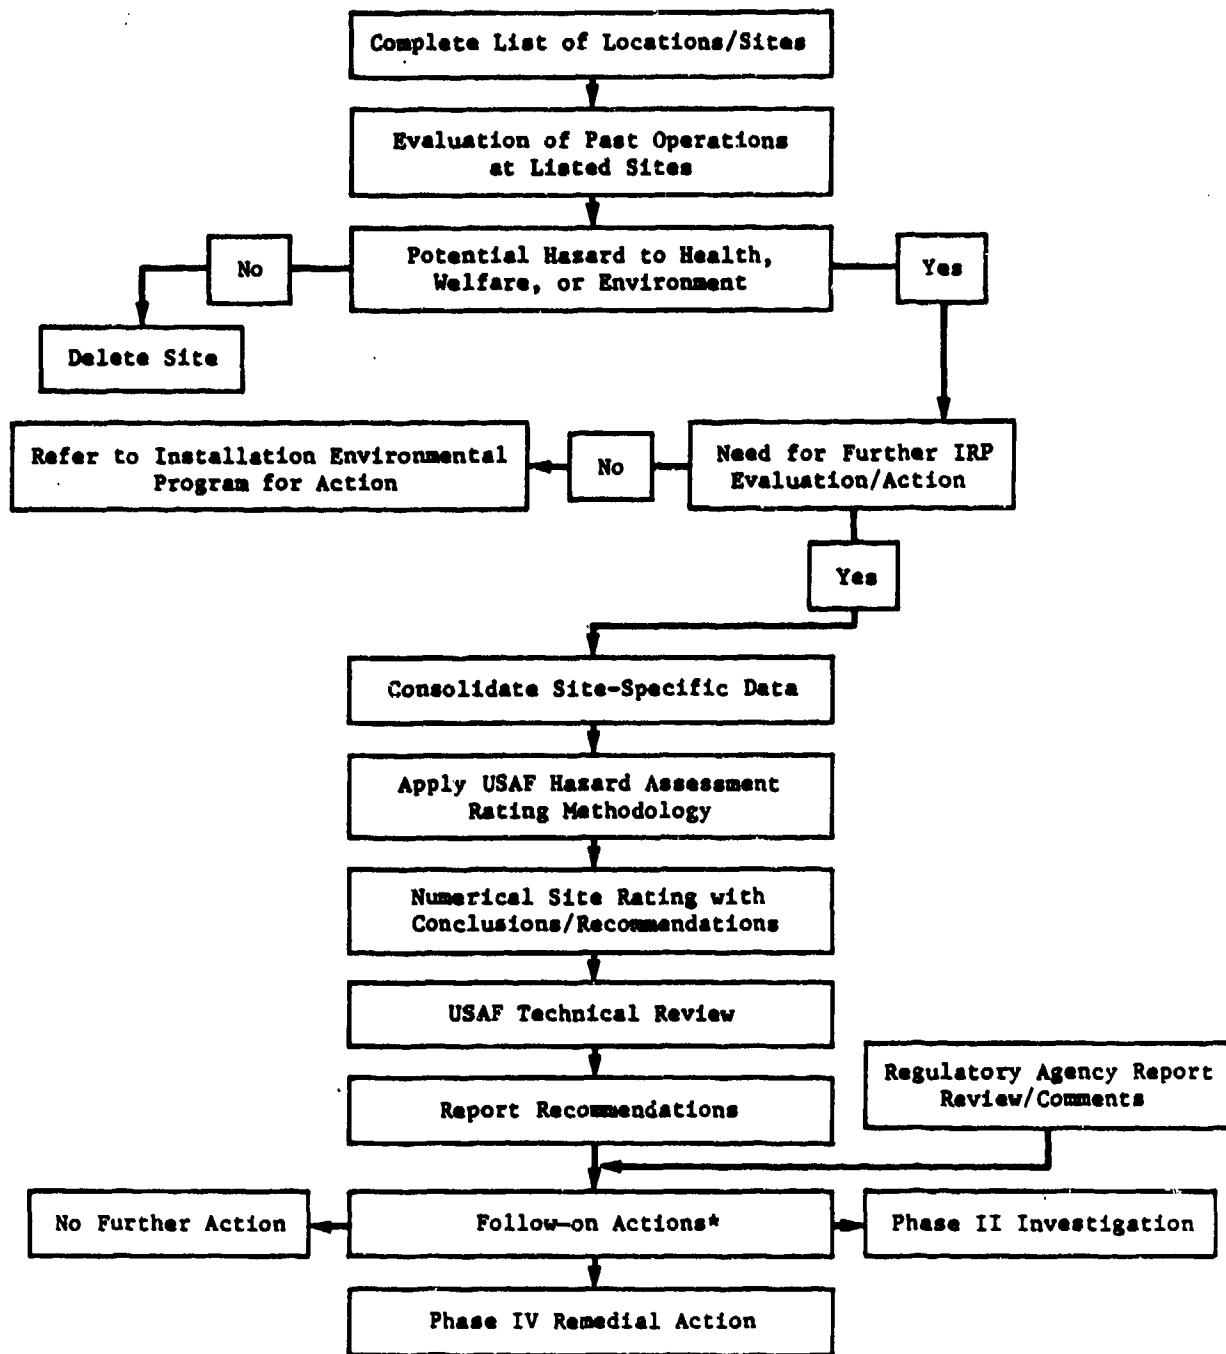 Complete List of Locations/Sites
Evaluation of Past Operations
at Listed Sites
No
Potential Hazard to Health,
Welfare, or Environment
Yes
Delete Site
Refer to Installation Environmental
Program for Action
No
Need for Further IRP
Evaluation/Action
Yes
Consolidate Site-Specific Data
Apply USAF Hazard Assessment
Rating Methodology
Numerical Site Rating with
Conclusions/Recommendations
USAF Technical Review
Regulatory Agency Report
Review/Comments
Report Recommendations
No Further Action
Follow-on Actions*
Phase II Investigation
Phase IV Remedial Action